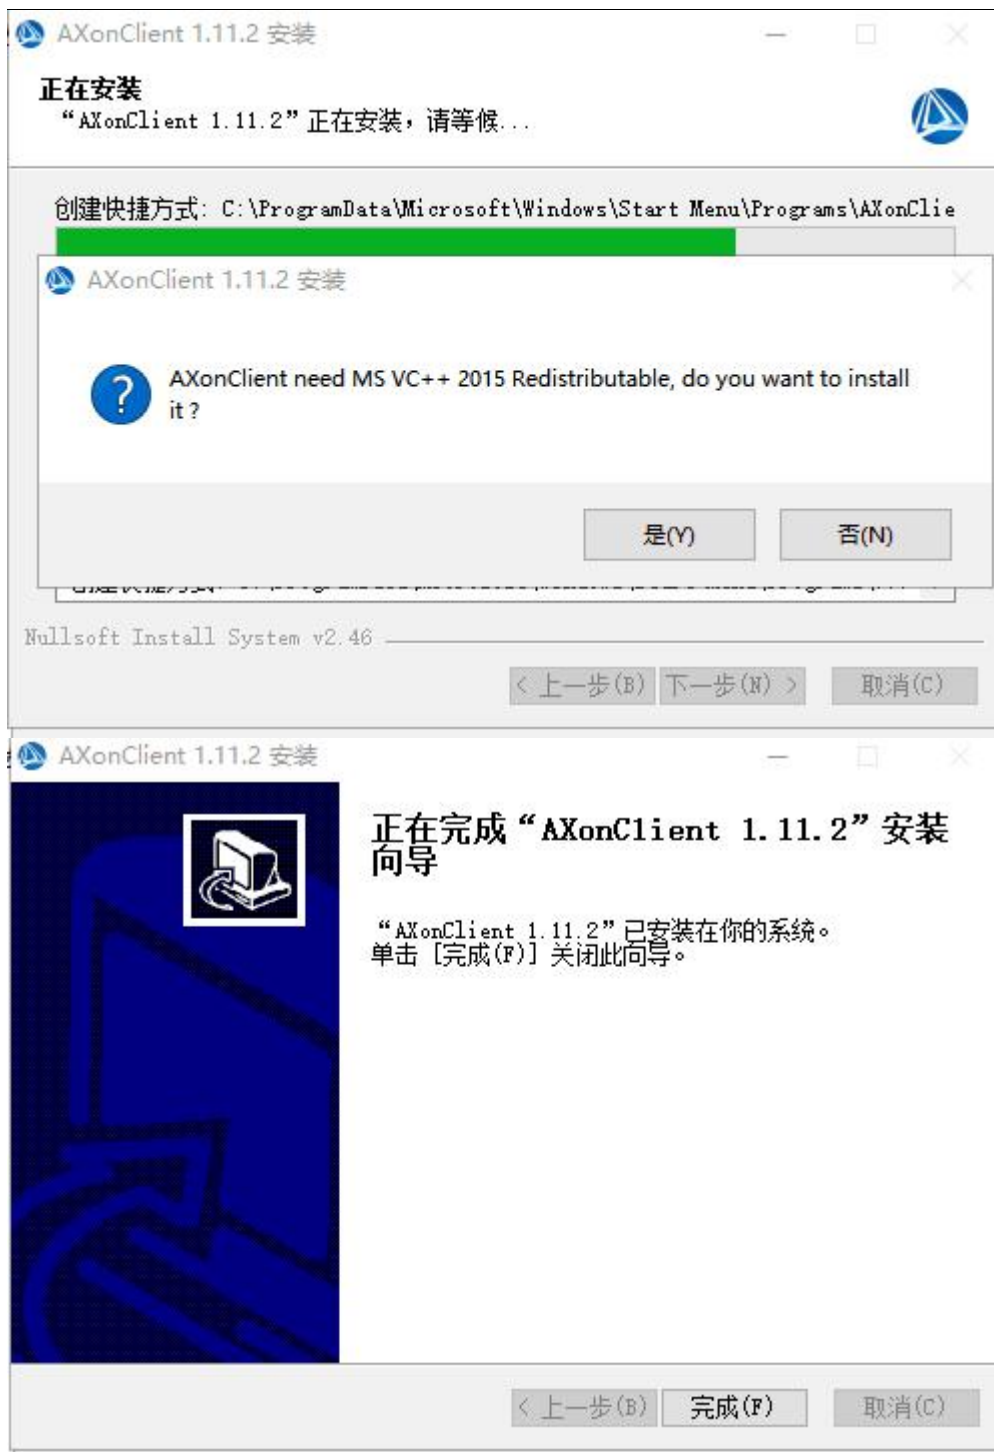 AXonClient 1.11.2 安装
正在安装
“AXonClient 1.11.2”正在安装，请等候...
创建快捷方式: C:\ProgramData\Microsoft\Windows\Start Menu\Programs\AXonClie
AXonClient 1.11.2 安装
AXonClient need MS VC++ 2015 Redistributable, do you want to install
it ?
是(Y) 否(N)
Nullsoft Install System v2.46
< 上一步(B) 下一步(N) > 取消(C)
AXonClient 1.11.2 安装
正在完成“AXonClient 1.11.2”安装
向导
“AXonClient 1.11.2”已安装在你的系统。
单击 [完成(F)] 关闭此向导。
< 上一步(B) 完成(F) 取消(C)